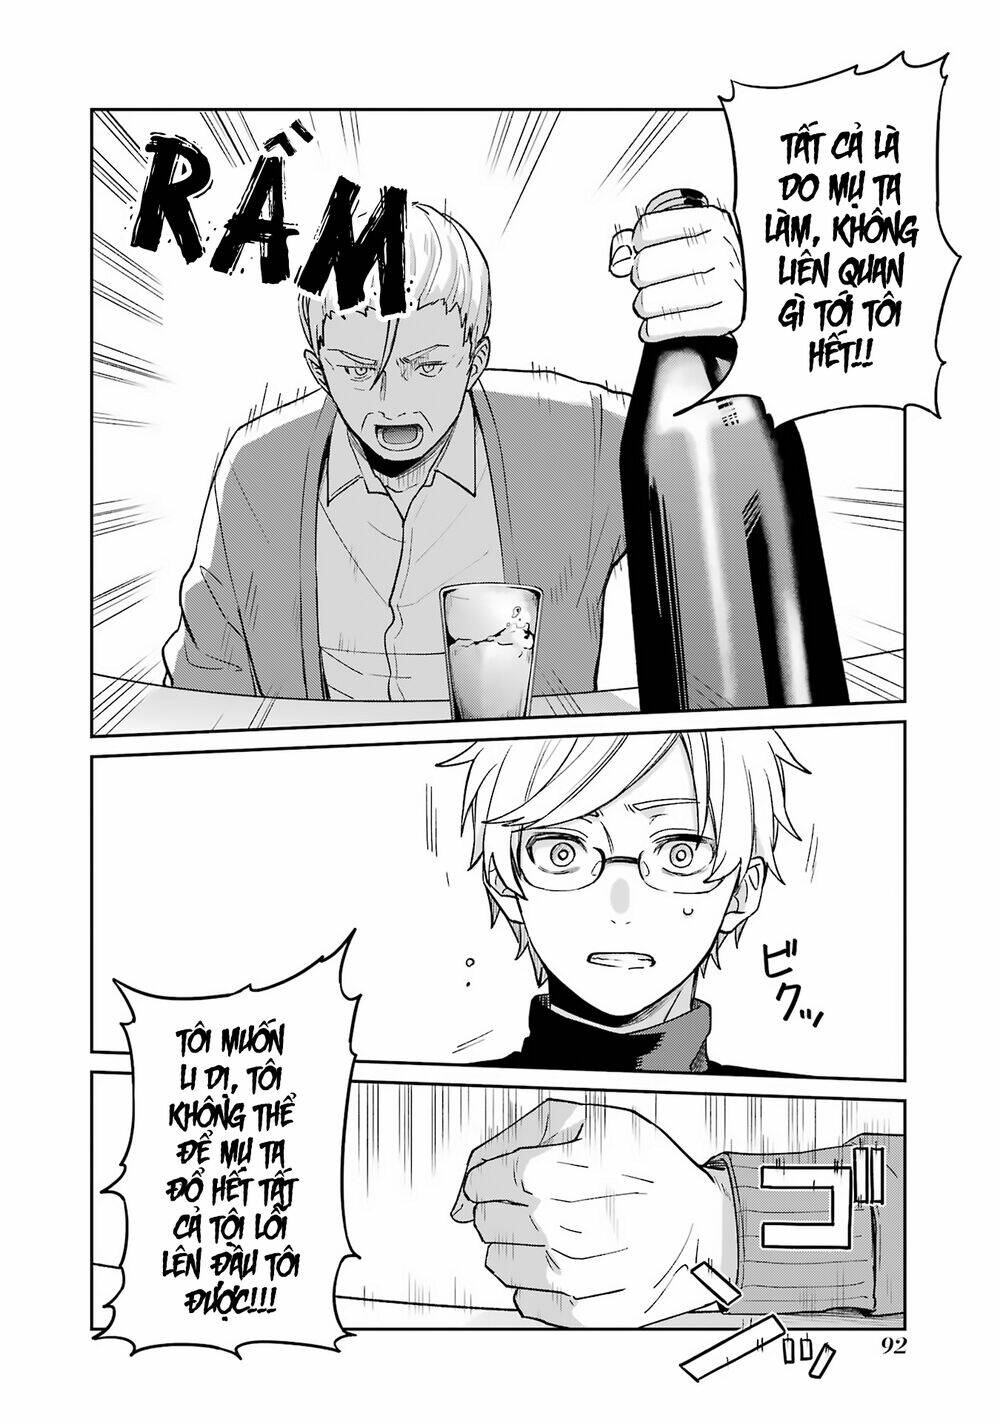 TẤT CẢ LÀ
DO MỤ TA
LÀM, KHÔNG
LIÊN QUAN
GÌ TỚI TÔI
HẾT!!
RẦM
ビクッ
TÔI MUỐN
LI DỊ, TÔI
KHÔNG THỂ
ĐỂ MỤ TA
ĐỔ HẾT TẤT
CẢ TỘI LỖI
LÊN ĐẦU TÔI
ĐƯỢC!!!
ゴン
92